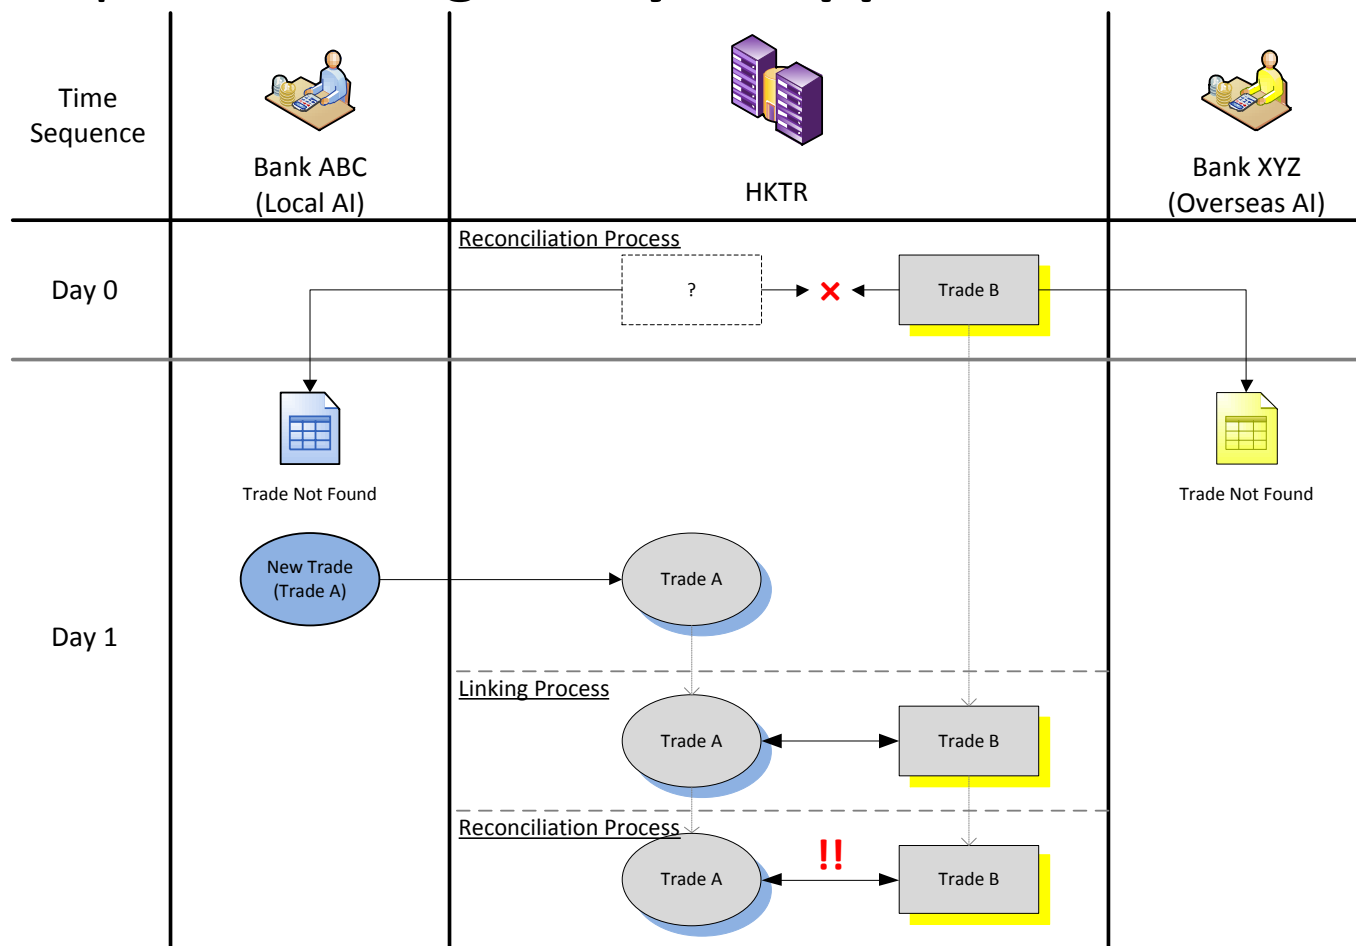 Time
Sequence
Bank ABC
(Local AI)
HKTR
Bank XYZ
(Overseas AI)
Day 0
Reconciliation Process
?
Trade B
Trade Not Found
Trade Not Found
Day 1
New Trade
(Trade A)
Trade A
Linking Process
Trade A
Trade B
Reconciliation Process
!!
Trade A
Trade B